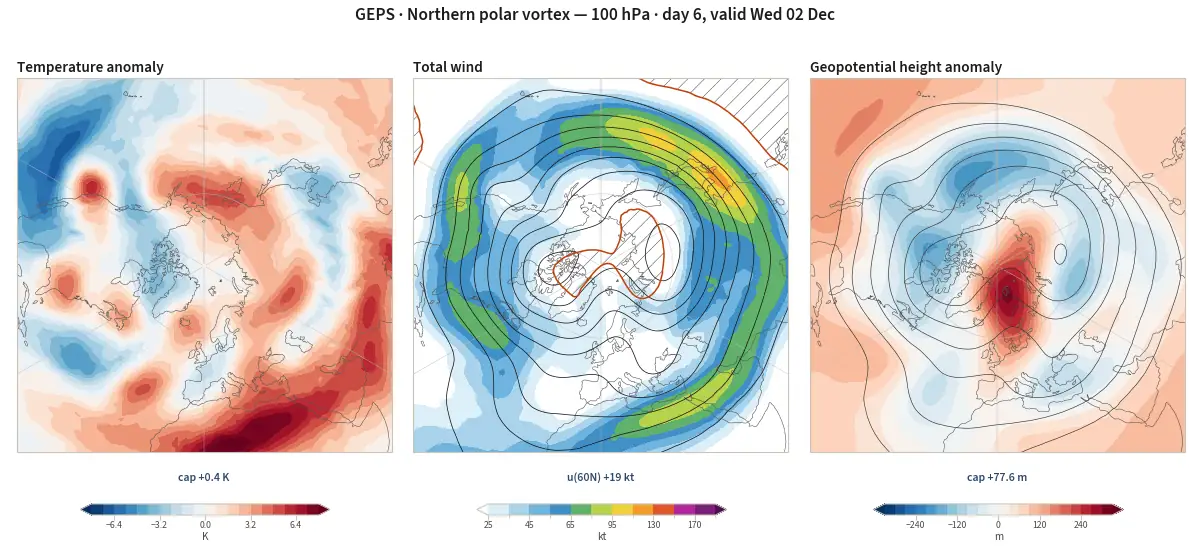 GEPS · Northern polar vortex — 100 hPa · day 6, valid Wed 02 Dec
Temperature anomaly
Total wind
Geopotential height anomaly
cap +0.4 K
u(60N) +19 kt
cap +77.6 m
−6.4 −3.2 0.0 3.2 6.4
K
25 45 65 95 130 170
kt
−240 −120 0 120 240
m